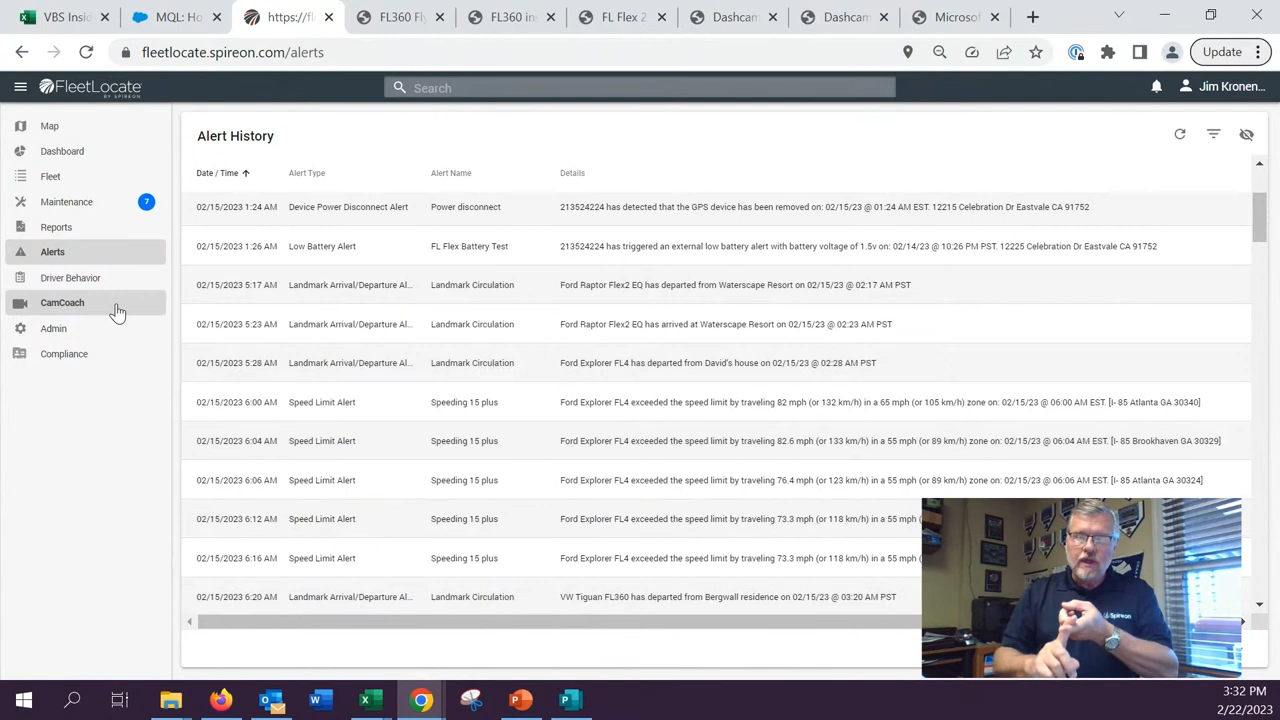 VBS Insid
MQL: Ho
https://fl
FL360 Fl
FL360 in
FL Flex 2
Dashcam
Dashcam
Microsof
fleetlocate.spireon.com/alerts
Update
FleetLocate
BY SPIREON
Search
Jim Kronen...
Map
Dashboard
Fleet
Maintenance 7
Reports
Alerts
Driver Behavior
CamCoach
Admin
Compliance
Alert History
Date / Time Alert Type Alert Name Details
02/15/2023 1:24 AM Device Power Disconnect Alert Power disconnect 213524224 has detected that the GPS device has been removed on: 02/15/23 @ 01:24 AM EST. 12215 Celebration Dr Eastvale CA 91752
02/15/2023 1:26 AM Low Battery Alert FL Flex Battery Test 213524224 has triggered an external low battery alert with battery voltage of 1.5v on: 02/14/23 @ 10:26 PM PST. 12225 Celebration Dr Eastvale CA 91752
02/15/2023 5:17 AM Landmark Arrival/Departure Al... Landmark Circulation Ford Raptor Flex2 EQ has departed from Waterscape Resort on 02/15/23 @ 02:17 AM PST
02/15/2023 5:23 AM Landmark Arrival/Departure Al... Landmark Circulation Ford Raptor Flex2 EQ has arrived at Waterscape Resort on 02/15/23 @ 02:23 AM PST
02/15/2023 5:28 AM Landmark Arrival/Departure Al... Landmark Circulation Ford Explorer FL4 has departed from David's house on 02/15/23 @ 02:28 AM PST
02/15/2023 6:00 AM Speed Limit Alert Speeding 15 plus Ford Explorer FL4 exceeded the speed limit by traveling 82 mph (or 132 km/h) in a 65 mph (or 105 km/h) zone on: 02/15/23 @ 06:00 AM EST. [I- 85 Atlanta GA 30340]
02/15/2023 6:04 AM Speed Limit Alert Speeding 15 plus Ford Explorer FL4 exceeded the speed limit by traveling 82.6 mph (or 133 km/h) in a 55 mph (or 89 km/h) zone on: 02/15/23 @ 06:04 AM EST. [I- 85 Brookhaven GA 30329]
02/15/2023 6:06 AM Speed Limit Alert Speeding 15 plus Ford Explorer FL4 exceeded the speed limit by traveling 76.4 mph (or 123 km/h) in a 55 mph (or 89 km/h) zone on: 02/15/23 @ 06:06 AM EST. [I- 85 Atlanta GA 30324]
02/15/2023 6:12 AM Speed Limit Alert Speeding 15 plus Ford Explorer FL4 exceeded the speed limit by traveling 73.3 mph (or 118 km/h) in a 55 m
02/15/2023 6:16 AM Speed Limit Alert Speeding 15 plus Ford Explorer FL4 exceeded the speed limit by traveling 73.3 mph (or 118 km/h) in a 55 m
02/15/2023 6:20 AM Landmark Arrival/Departure Al... Landmark Circulation VW Tiguan FL360 has departed from Bergwall residence on 02/15/23 @ 03:20 AM PST
Spireon
3:32 PM
2/22/2023